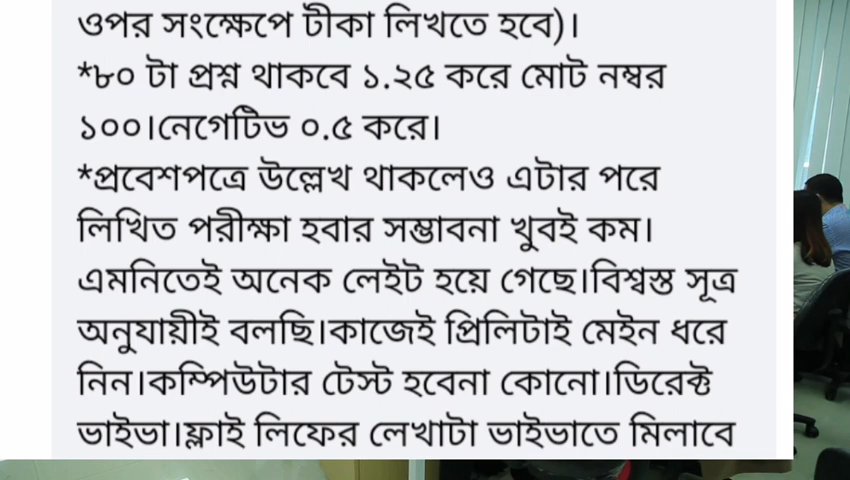 ওপর সংক্ষেপে টীকা লিখতে হবে)।
*৮০ টা প্রশ্ন থাকবে ১.২৫ করে মোট নম্বর
১০০।নেগেটিভ ০.৫ করে।
*প্রবেশপত্রে উল্লেখ থাকলেও এটার পরে
লিখিত পরীক্ষা হবার সম্ভাবনা খুবই কম।
এমনিতেই অনেক লেইট হয়ে গেছে।বিশ্বস্ত সূত্র
অনুযায়ীই বলছি।কাজেই প্রিলিটাই মেইন ধরে
নিন।কম্পিউটার টেস্ট হবেনা কোনো।ডিরেক্ট
ভাইভা।ফ্লাই লিফের লেখাটা ভাইভাতে মিলাবে